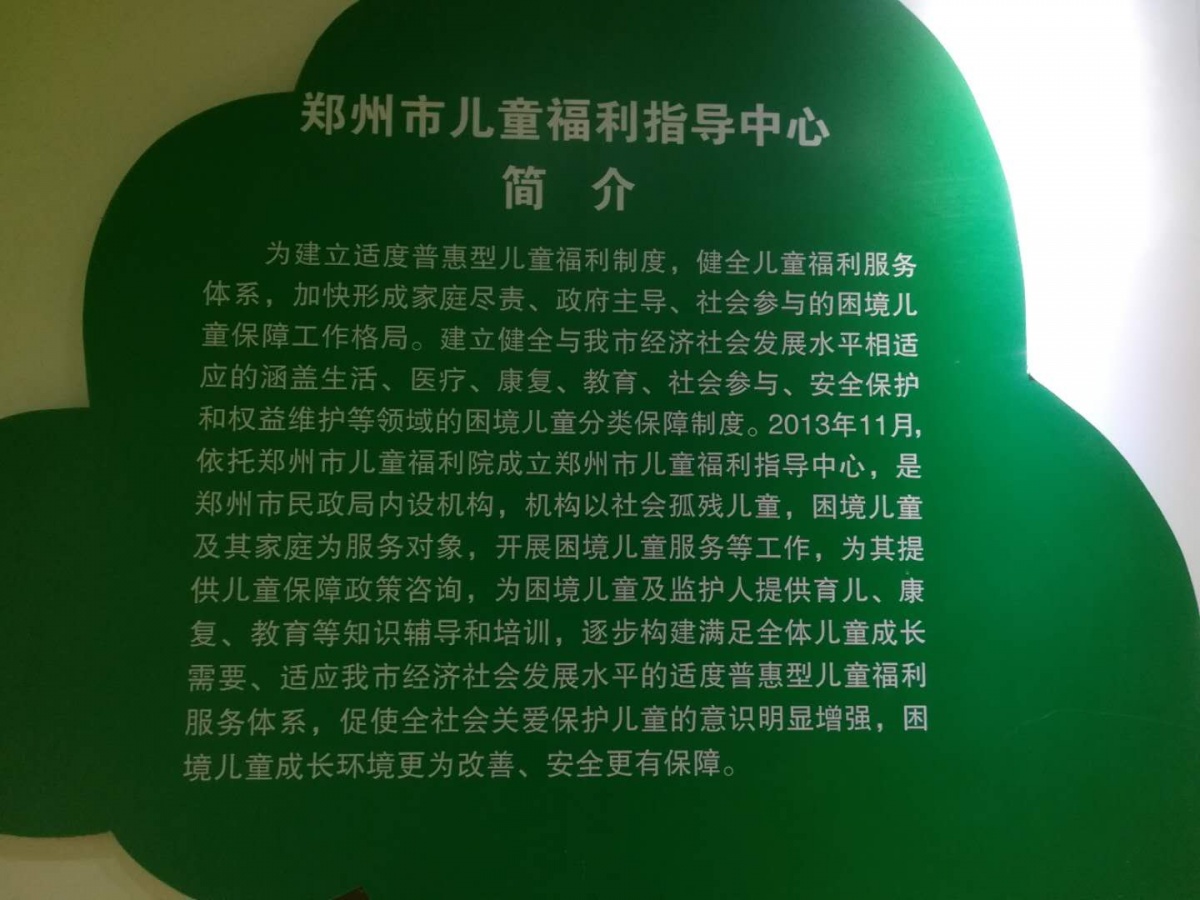 郑州市儿童福利指导中心
简 介
为建立适度普惠型儿童福利制度，健全儿童福利服务
体系，加快形成家庭尽责、政府主导、社会参与的困境儿
童保障工作格局。建立健全与我市经济社会发展水平相适
应的涵盖生活、医疗、康复、教育、社会参与、安全保护
和权益维护等领域的困境儿童分类保障制度。2013年11月，
依托郑州市儿童福利院成立郑州市儿童福利指导中心，是
郑州市民政局内设机构，机构以社会孤残儿童，困境儿童
及其家庭为服务对象，开展困境儿童服务等工作，为其提
供儿童保障政策咨询，为困境儿童及监护人提供育儿、康
复、教育等知识辅导和培训，逐步构建满足全体儿童成长
需要、适应我市经济社会发展水平的适度普惠型儿童福利
服务体系，促使全社会关爱保护儿童的意识明显增强，困
境儿童成长环境更为改善、安全更有保障。